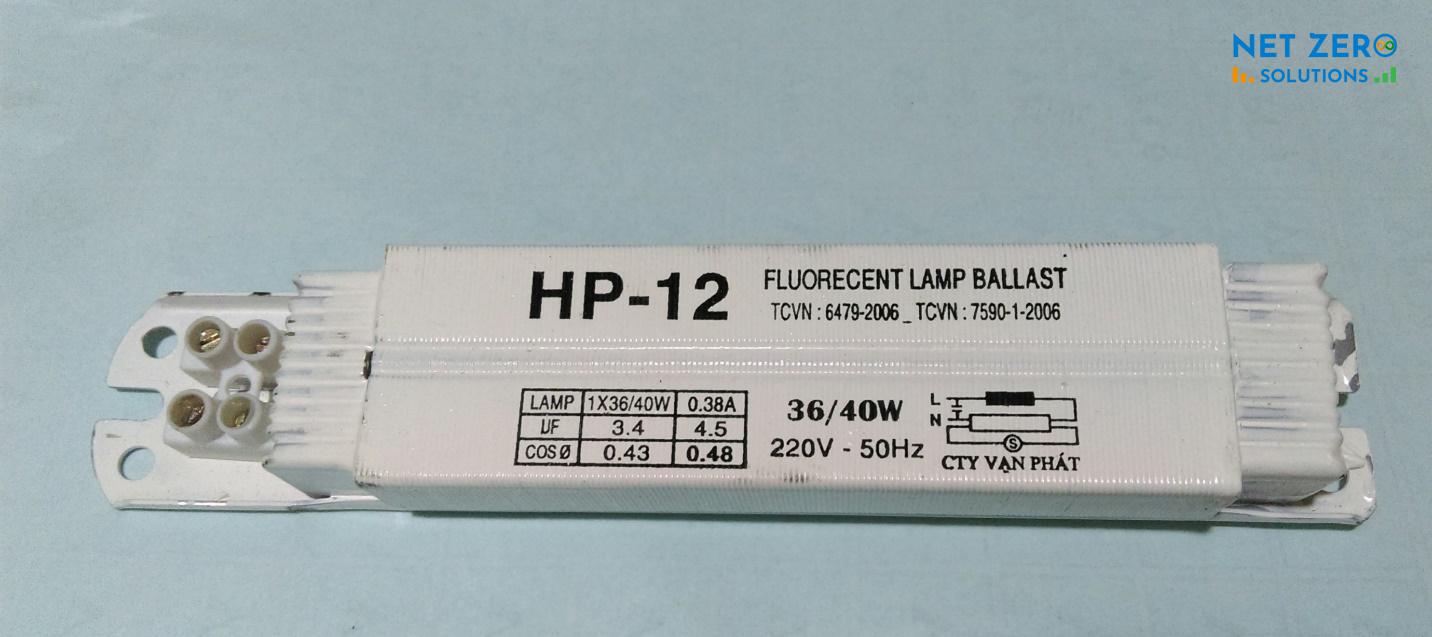 NET ZERO
SOLUTIONS
HP-12
FLUORECENT LAMP BALLAST
TCVN : 6479-2006 _ TCVN : 7590-1-2006
LAMP 1X36/40W 0.38A
µF 3.4 4.5
COS Ø 0.43 0.48
36/40W
220V - 50Hz
L
N
S
CTY VẠN PHÁT